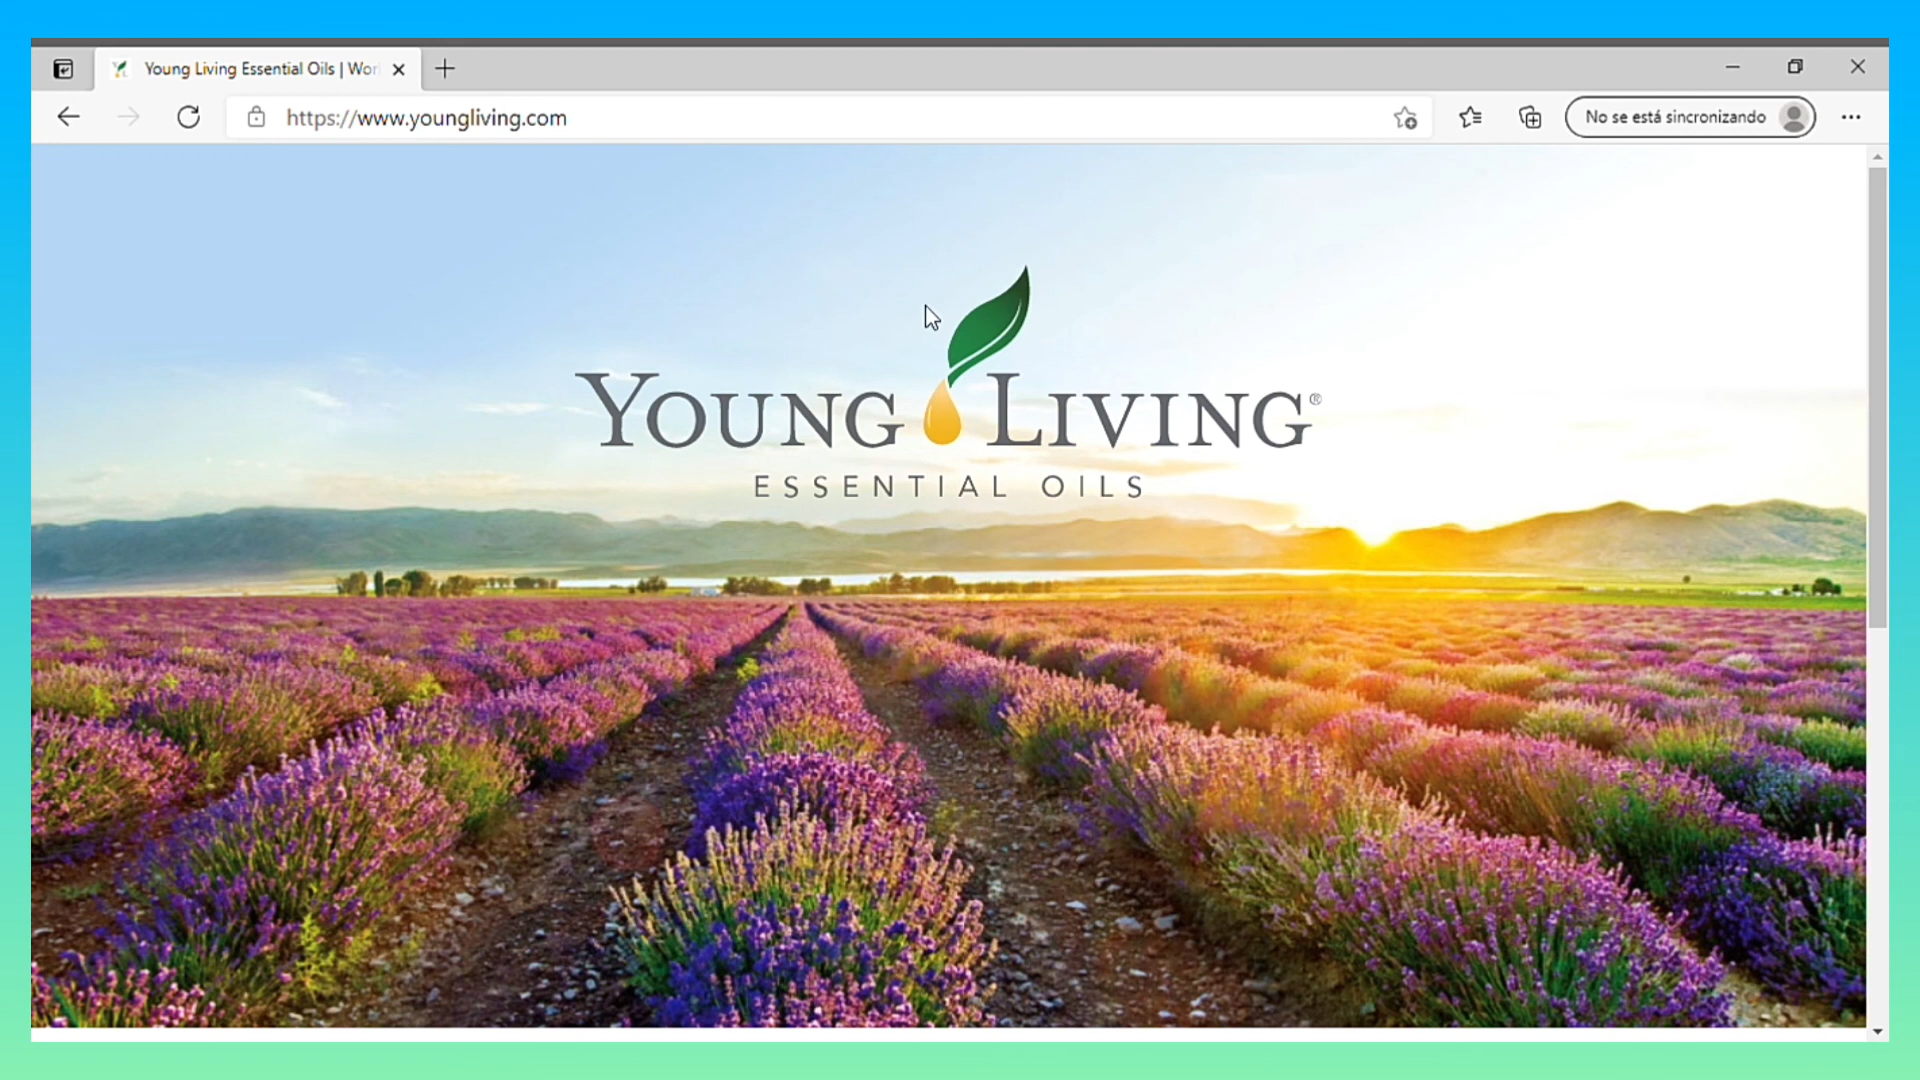 Young Living Essential Oils | Wor
https://www.youngliving.com
No se está sincronizando
YOUNG LIVING®
ESSENTIAL OILS